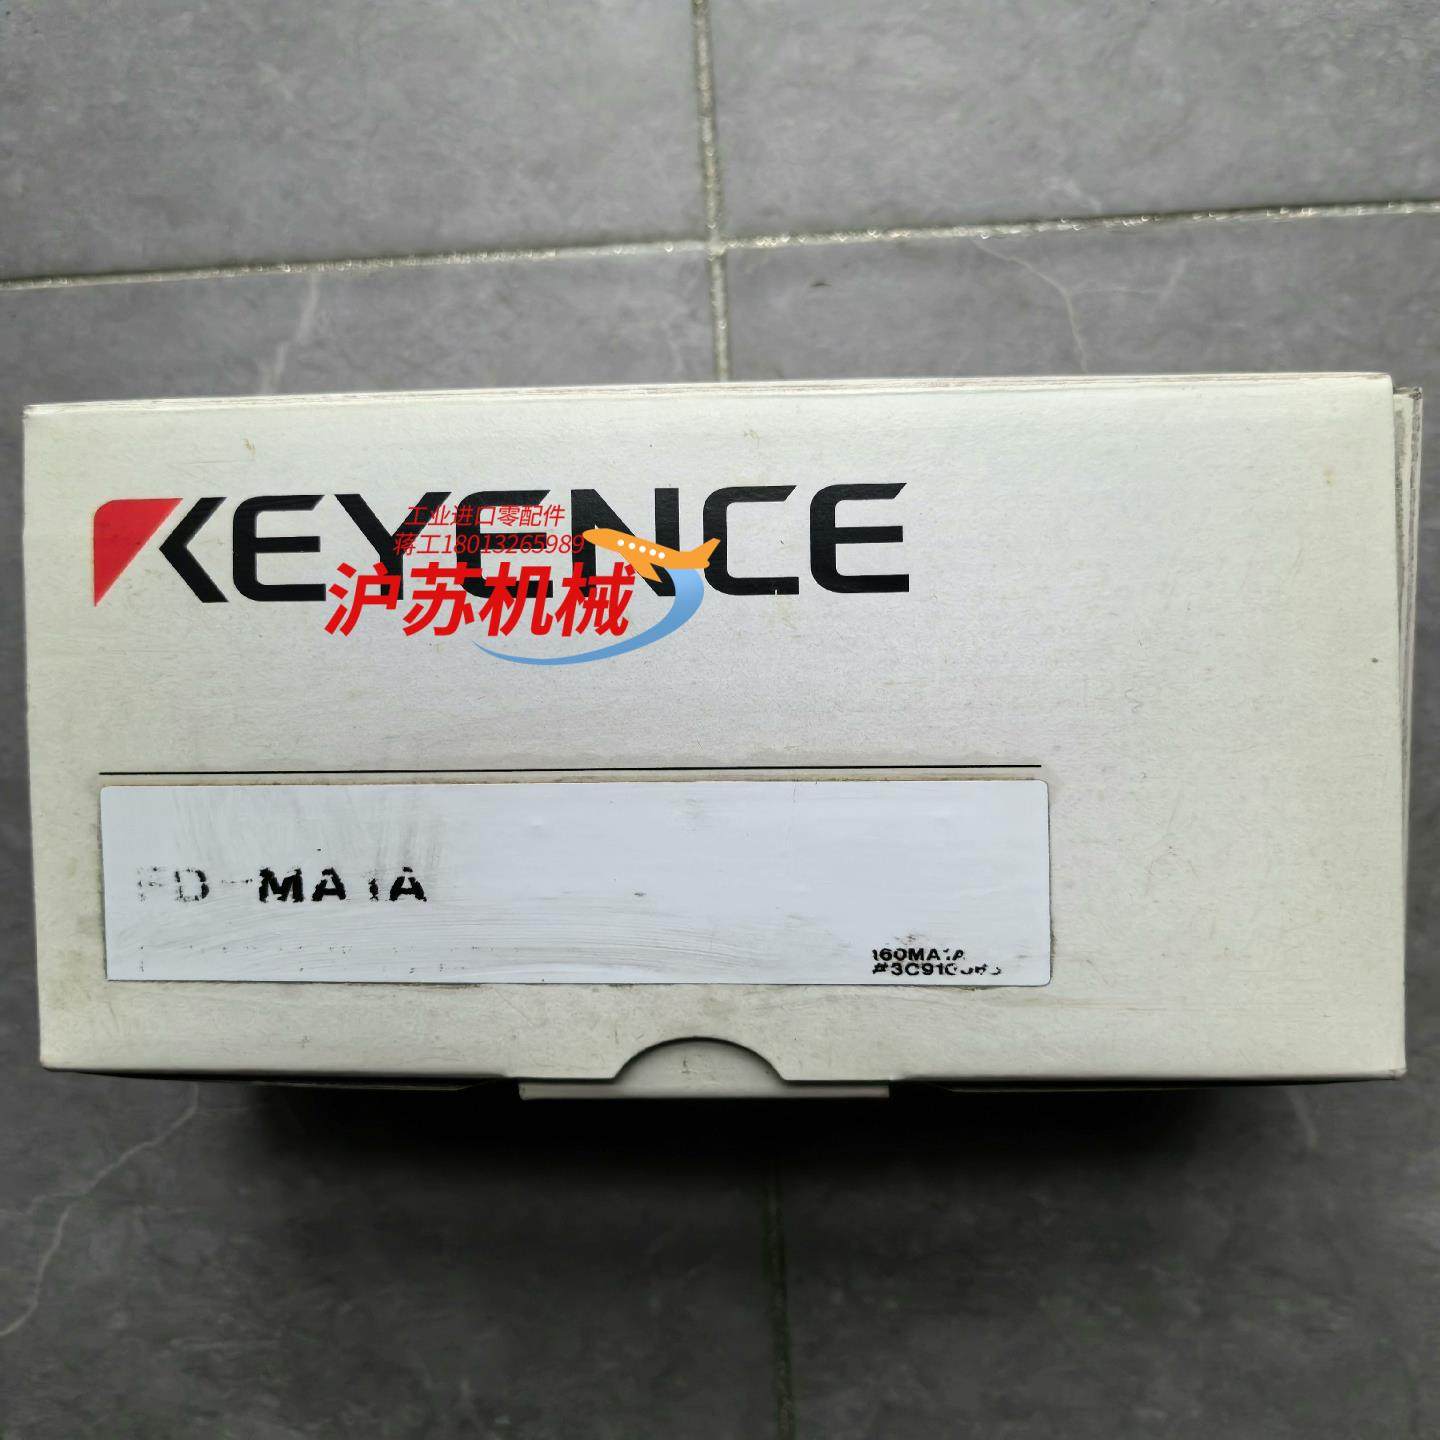 KEYENCE
工业进口零配件
蒋工18013265989
沪苏机械
FD-MA1A
160MA1A